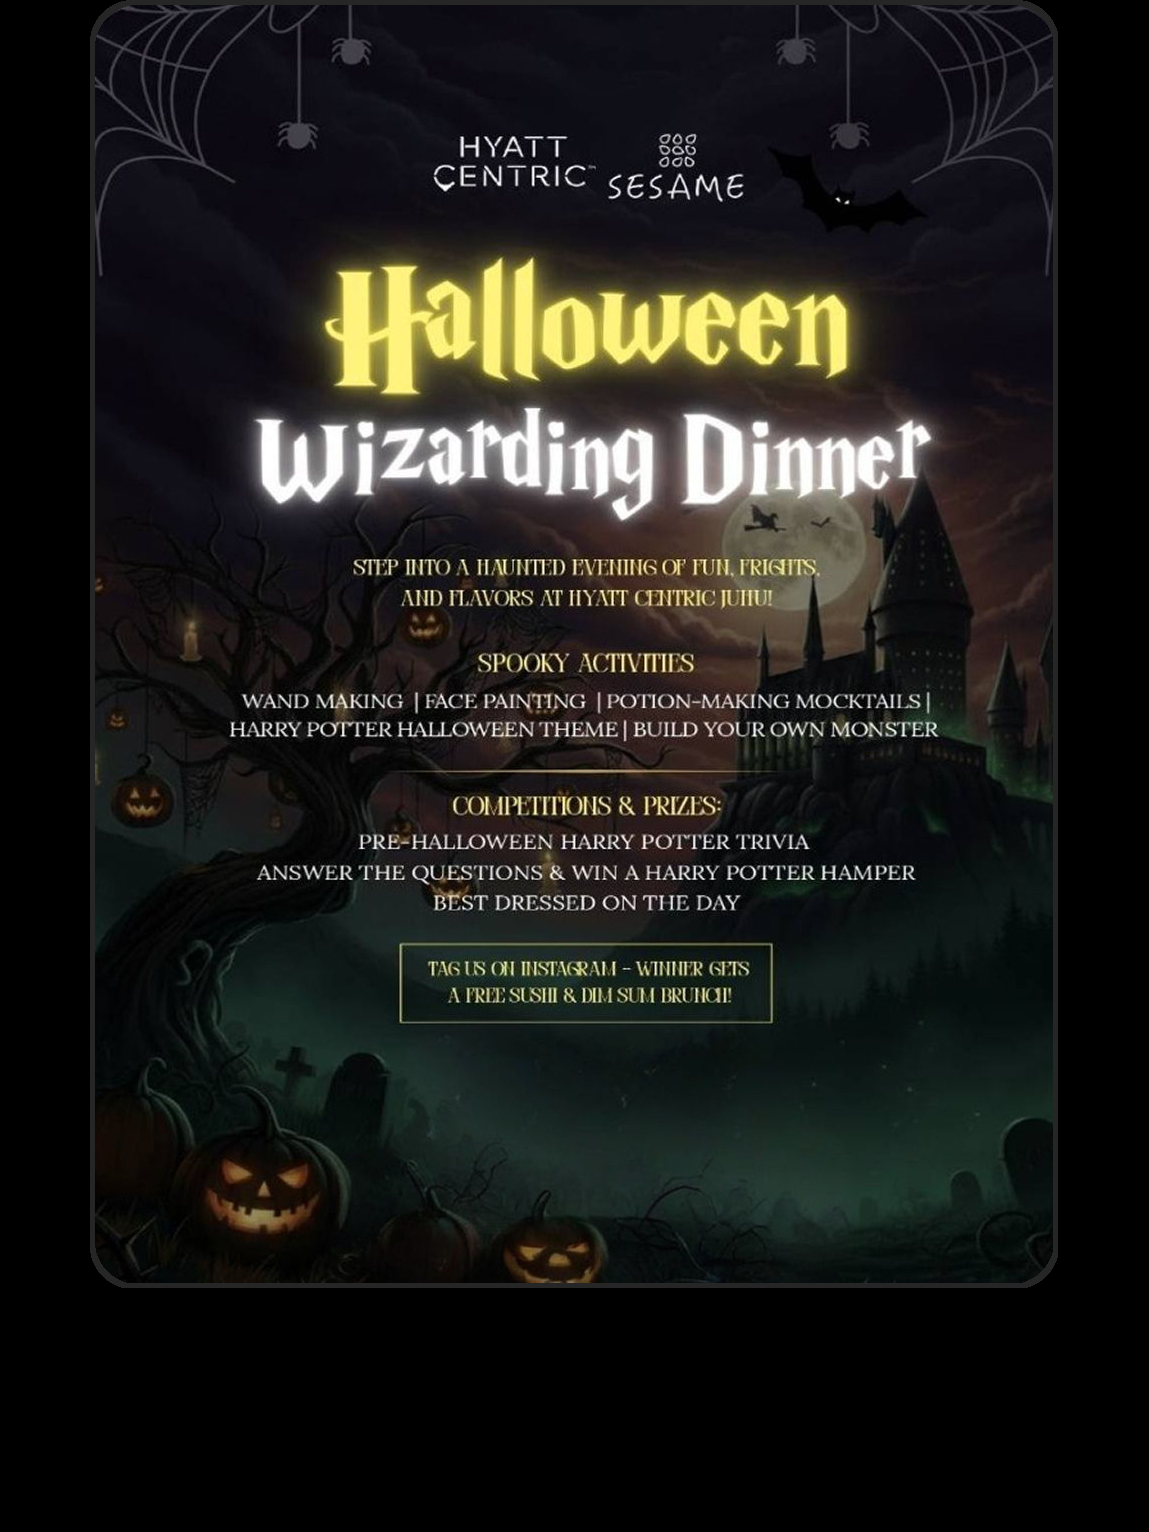 HYATT
CENTRIC™
SESAME
Halloween
Wizarding Dinner
STEP INTO A HAUNTED EVENING OF FUN, FRIGHTS,
AND FLAVORS AT HYATT CENTRIC JUHU!
SPOOKY ACTIVITIES
WAND MAKING | FACE PAINTING | POTION-MAKING MOCKTAILS |
HARRY POTTER HALLOWEEN THEME | BUILD YOUR OWN MONSTER
COMPETITIONS & PRIZES:
PRE-HALLOWEEN HARRY POTTER TRIVIA
ANSWER THE QUESTIONS & WIN A HARRY POTTER HAMPER
BEST DRESSED ON THE DAY
TAG US ON INSTAGRAM - WINNER GETS
A FREE SUSHI & DIM SUM BRUNCH!